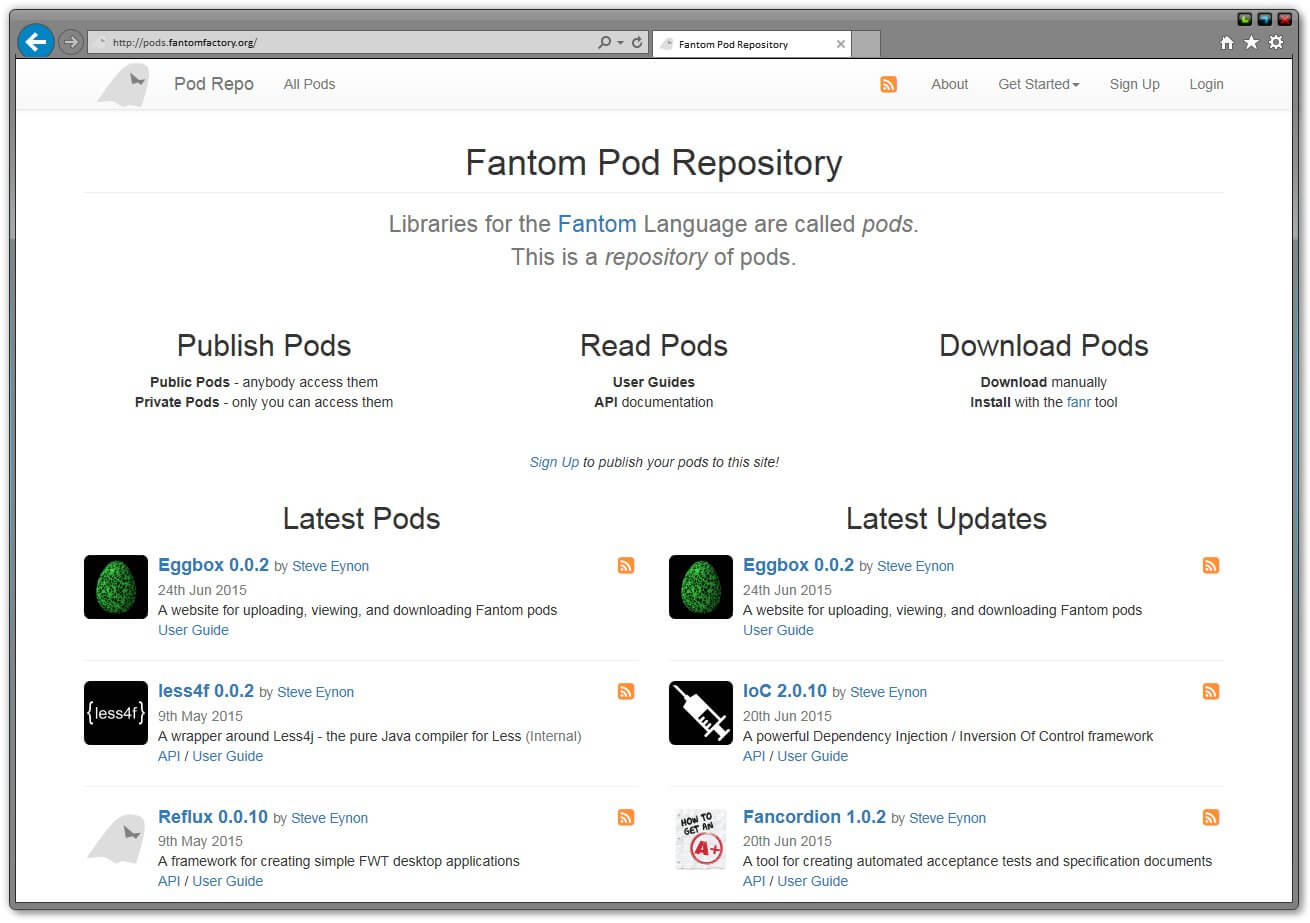 http://pods.fantomfactory.org/
Fantom Pod Repository
Pod Repo
All Pods
About
Get Started
Sign Up
Login
Fantom Pod Repository
Libraries for the Fantom Language are called pods.
This is a repository of pods.
Publish Pods
Public Pods - anybody access them
Private Pods - only you can access them
Read Pods
User Guides
API documentation
Download Pods
Download manually
Install with the fanr tool
Sign Up to publish your pods to this site!
Latest Pods
Eggbox 0.0.2 by Steve Eynon
24th Jun 2015
A website for uploading, viewing, and downloading Fantom pods
User Guide
{less4f}
less4f 0.0.2 by Steve Eynon
9th May 2015
A wrapper around Less4j - the pure Java compiler for Less (Internal)
API / User Guide
Reflux 0.0.10 by Steve Eynon
9th May 2015
A framework for creating simple FWT desktop applications
API / User Guide
Latest Updates
Eggbox 0.0.2 by Steve Eynon
24th Jun 2015
A website for uploading, viewing, and downloading Fantom pods
User Guide
IoC 2.0.10 by Steve Eynon
20th Jun 2015
A powerful Dependency Injection / Inversion Of Control framework
API / User Guide
HOW TO
GET AN
A+
Fancordion 1.0.2 by Steve Eynon
20th Jun 2015
A tool for creating automated acceptance tests and specification documents
API / User Guide